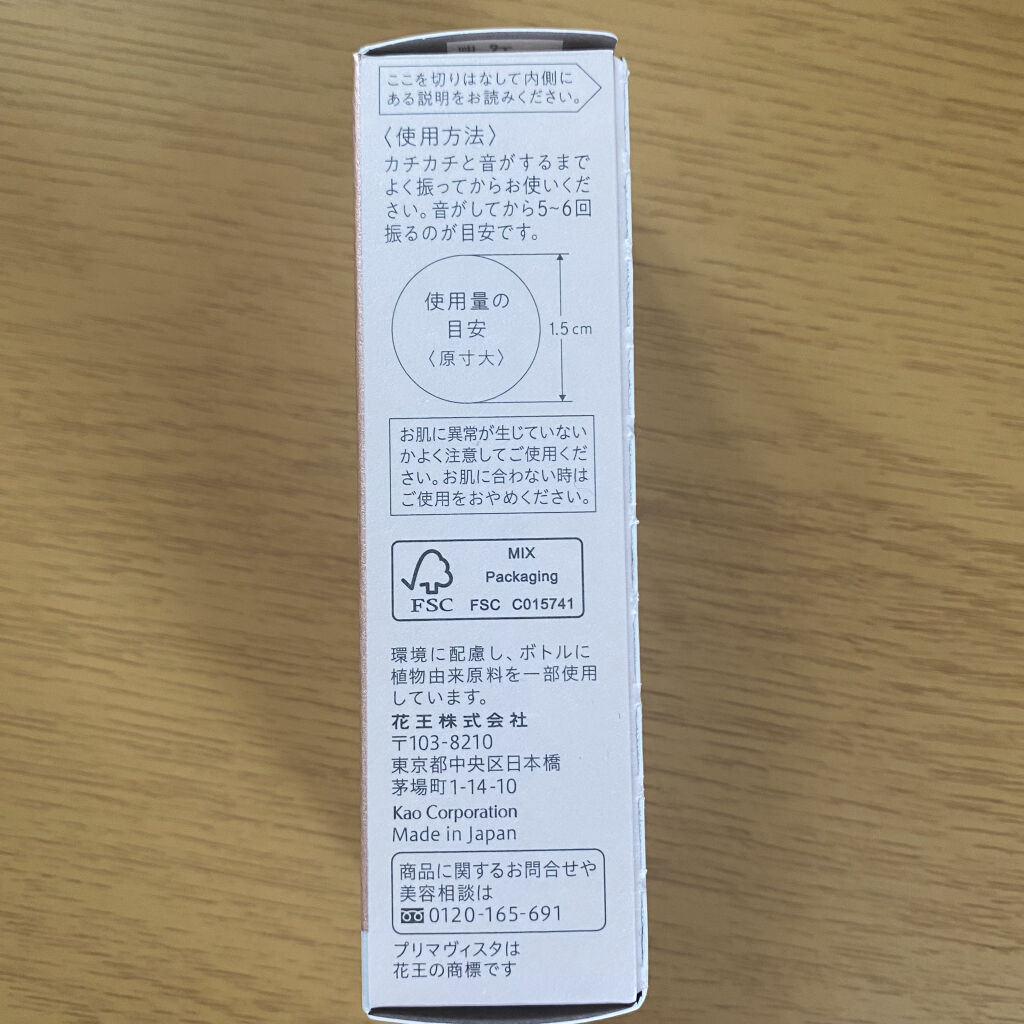 ここを切りはなして内側に
ある説明をお読みください。
〈使用方法〉
カチカチと音がするまで
よく振ってからお使いくだ
さい。音がしてから5~6回
振るのが目安です。
使用量の
目安
〈原寸大〉
1.5cm
お肌に異常が生じていない
かよく注意してご使用くだ
さい。お肌に合わない時は
ご使用をおやめください。
FSC
MIX
Packaging
FSC C015741
環境に配慮し、ボトルに
植物由来原料を一部使用
しています。
花王株式会社
〒103-8210
東京都中央区日本橋
茅場町1-14-10
Kao Corporation
Made in Japan
商品に関するお問合せや
美容相談は
0120-165-691
プリマヴィスタは
花王の商標です